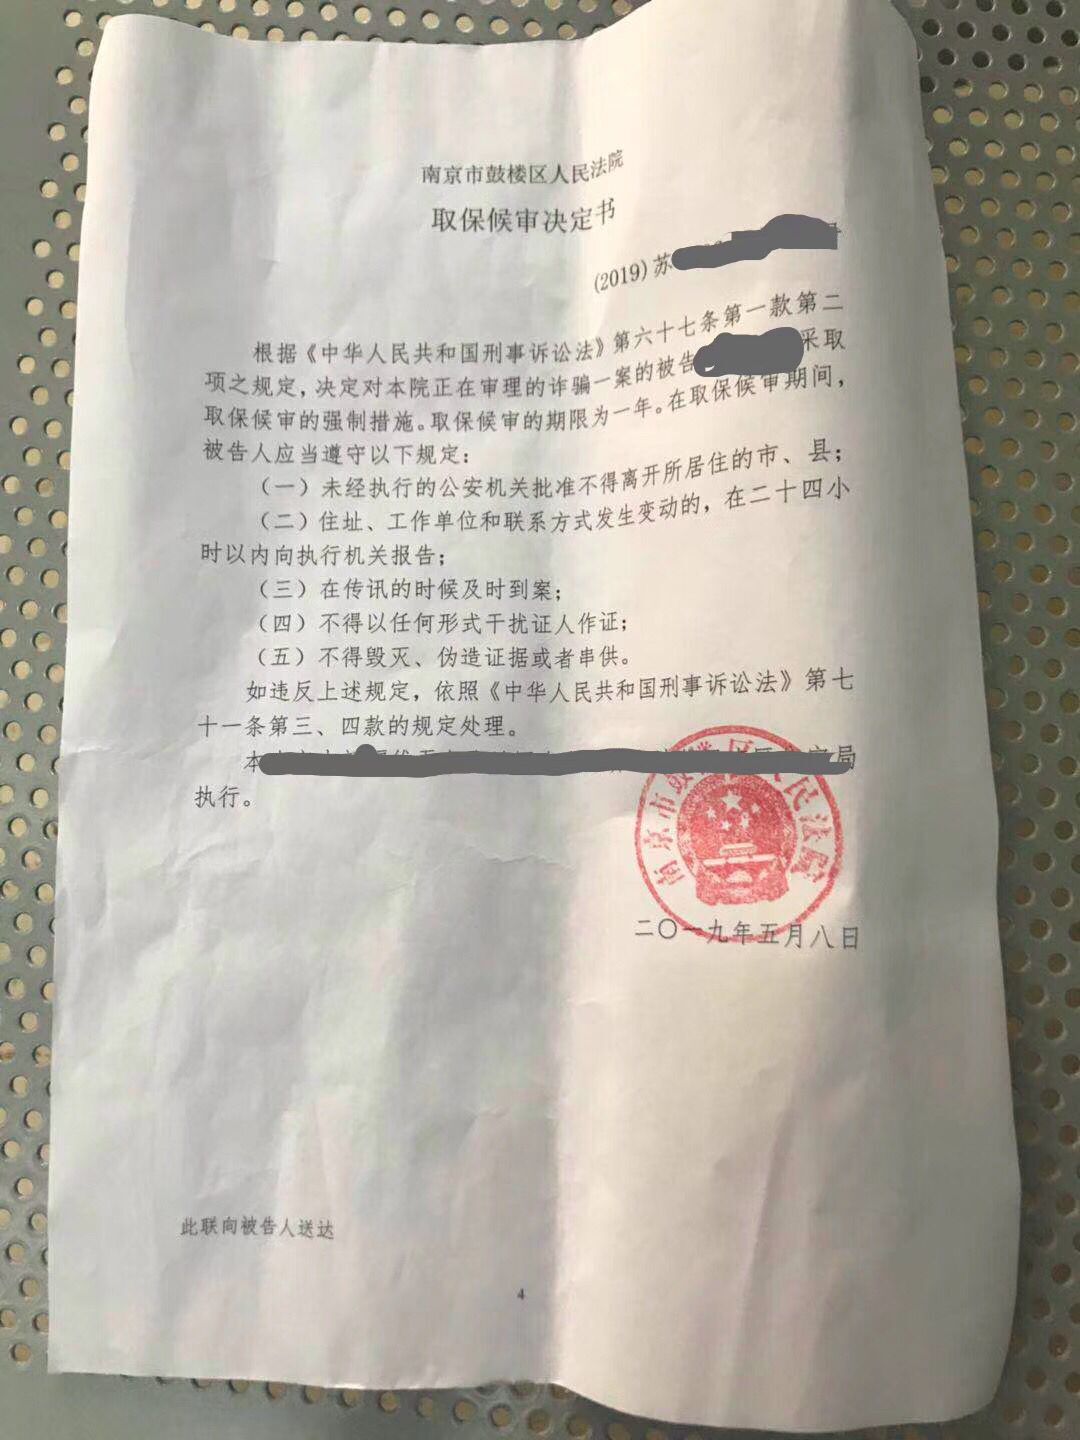 南京市鼓楼区人民法院
取保候审决定书
(2019)苏
根据《中华人民共和国刑事诉讼法》第六十七条第一款第二
项之规定，决定对本院正在审理的诈骗一案的被告采取
取保候审的强制措施。取保候审的期限为一年。在取保候审期间，
被告人应当遵守以下规定：
（一）未经执行的公安机关批准不得离开所居住的市、县；
（二）住址、工作单位和联系方式发生变动的，在二十四小
时以内向执行机关报告；
（三）在传讯的时候及时到案；
（四）不得以任何形式干扰证人作证；
（五）不得毁灭、伪造证据或者串供。
如违反上述规定，依照《中华人民共和国刑事诉讼法》第七
十一条第三、四款的规定处理。
本 局
执行。
南京市鼓楼区人民法院
二〇一九年五月八日
此联向被告人送达
4